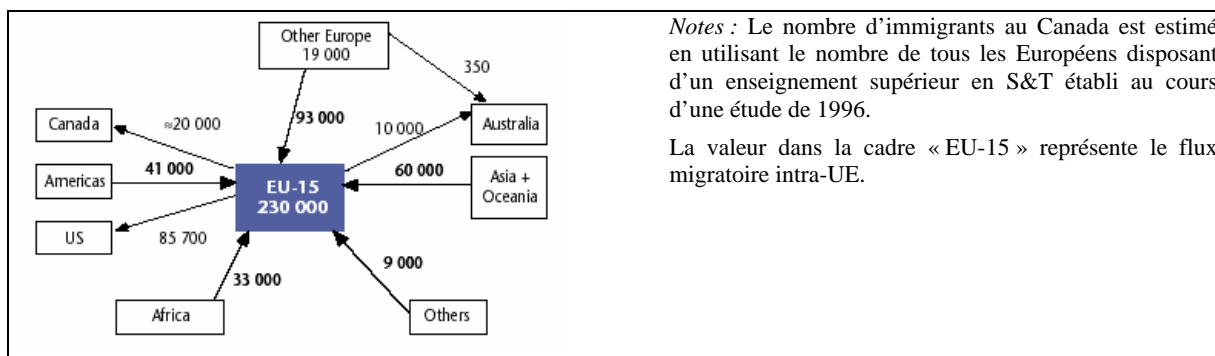 Other Europe
19 000
350
Canada
≈20 000
93 000
10 000
Australia
Americas
41 000
EU-15
230 000
60 000
Asia +
Oceania
US
85 700
33 000
9 000
Africa
Others
Notes : Le nombre d’immigrants au Canada est estimé
en utilisant le nombre de tous les Européens disposant
d’un enseignement supérieur en S&T établi au cours
d’une étude de 1996.
La valeur dans la cadre « EU-15 » représente le flux
migratoire intra-UE.